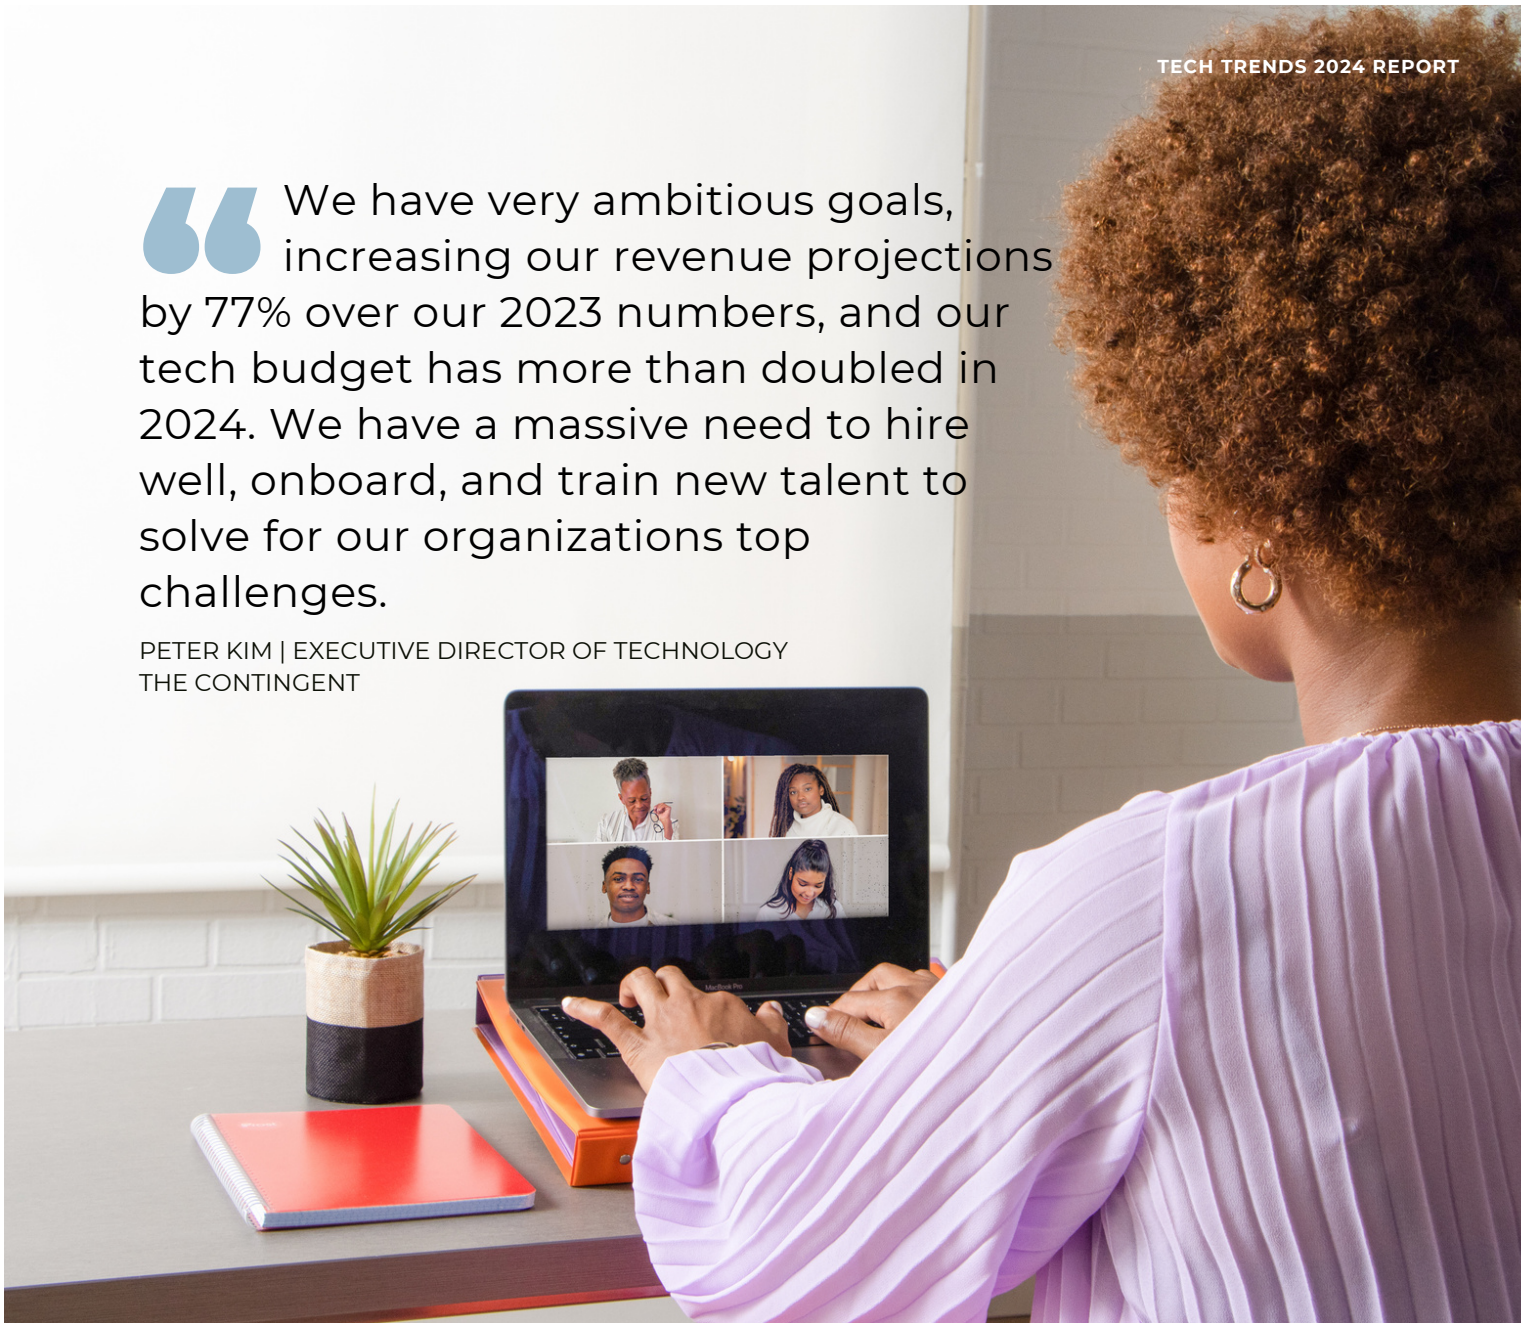 TECH TRENDS 2024 REPORT
We have very ambitious goals,
increasing our revenue projections
by 77% over our 2023 numbers, and our
tech budget has more than doubled in
2024. We have a massive need to hire
well, onboard, and train new talent to
solve for our organizations top
challenges.
PETER KIM | EXECUTIVE DIRECTOR OF TECHNOLOGY
THE CONTINGENT
MacBook Pro